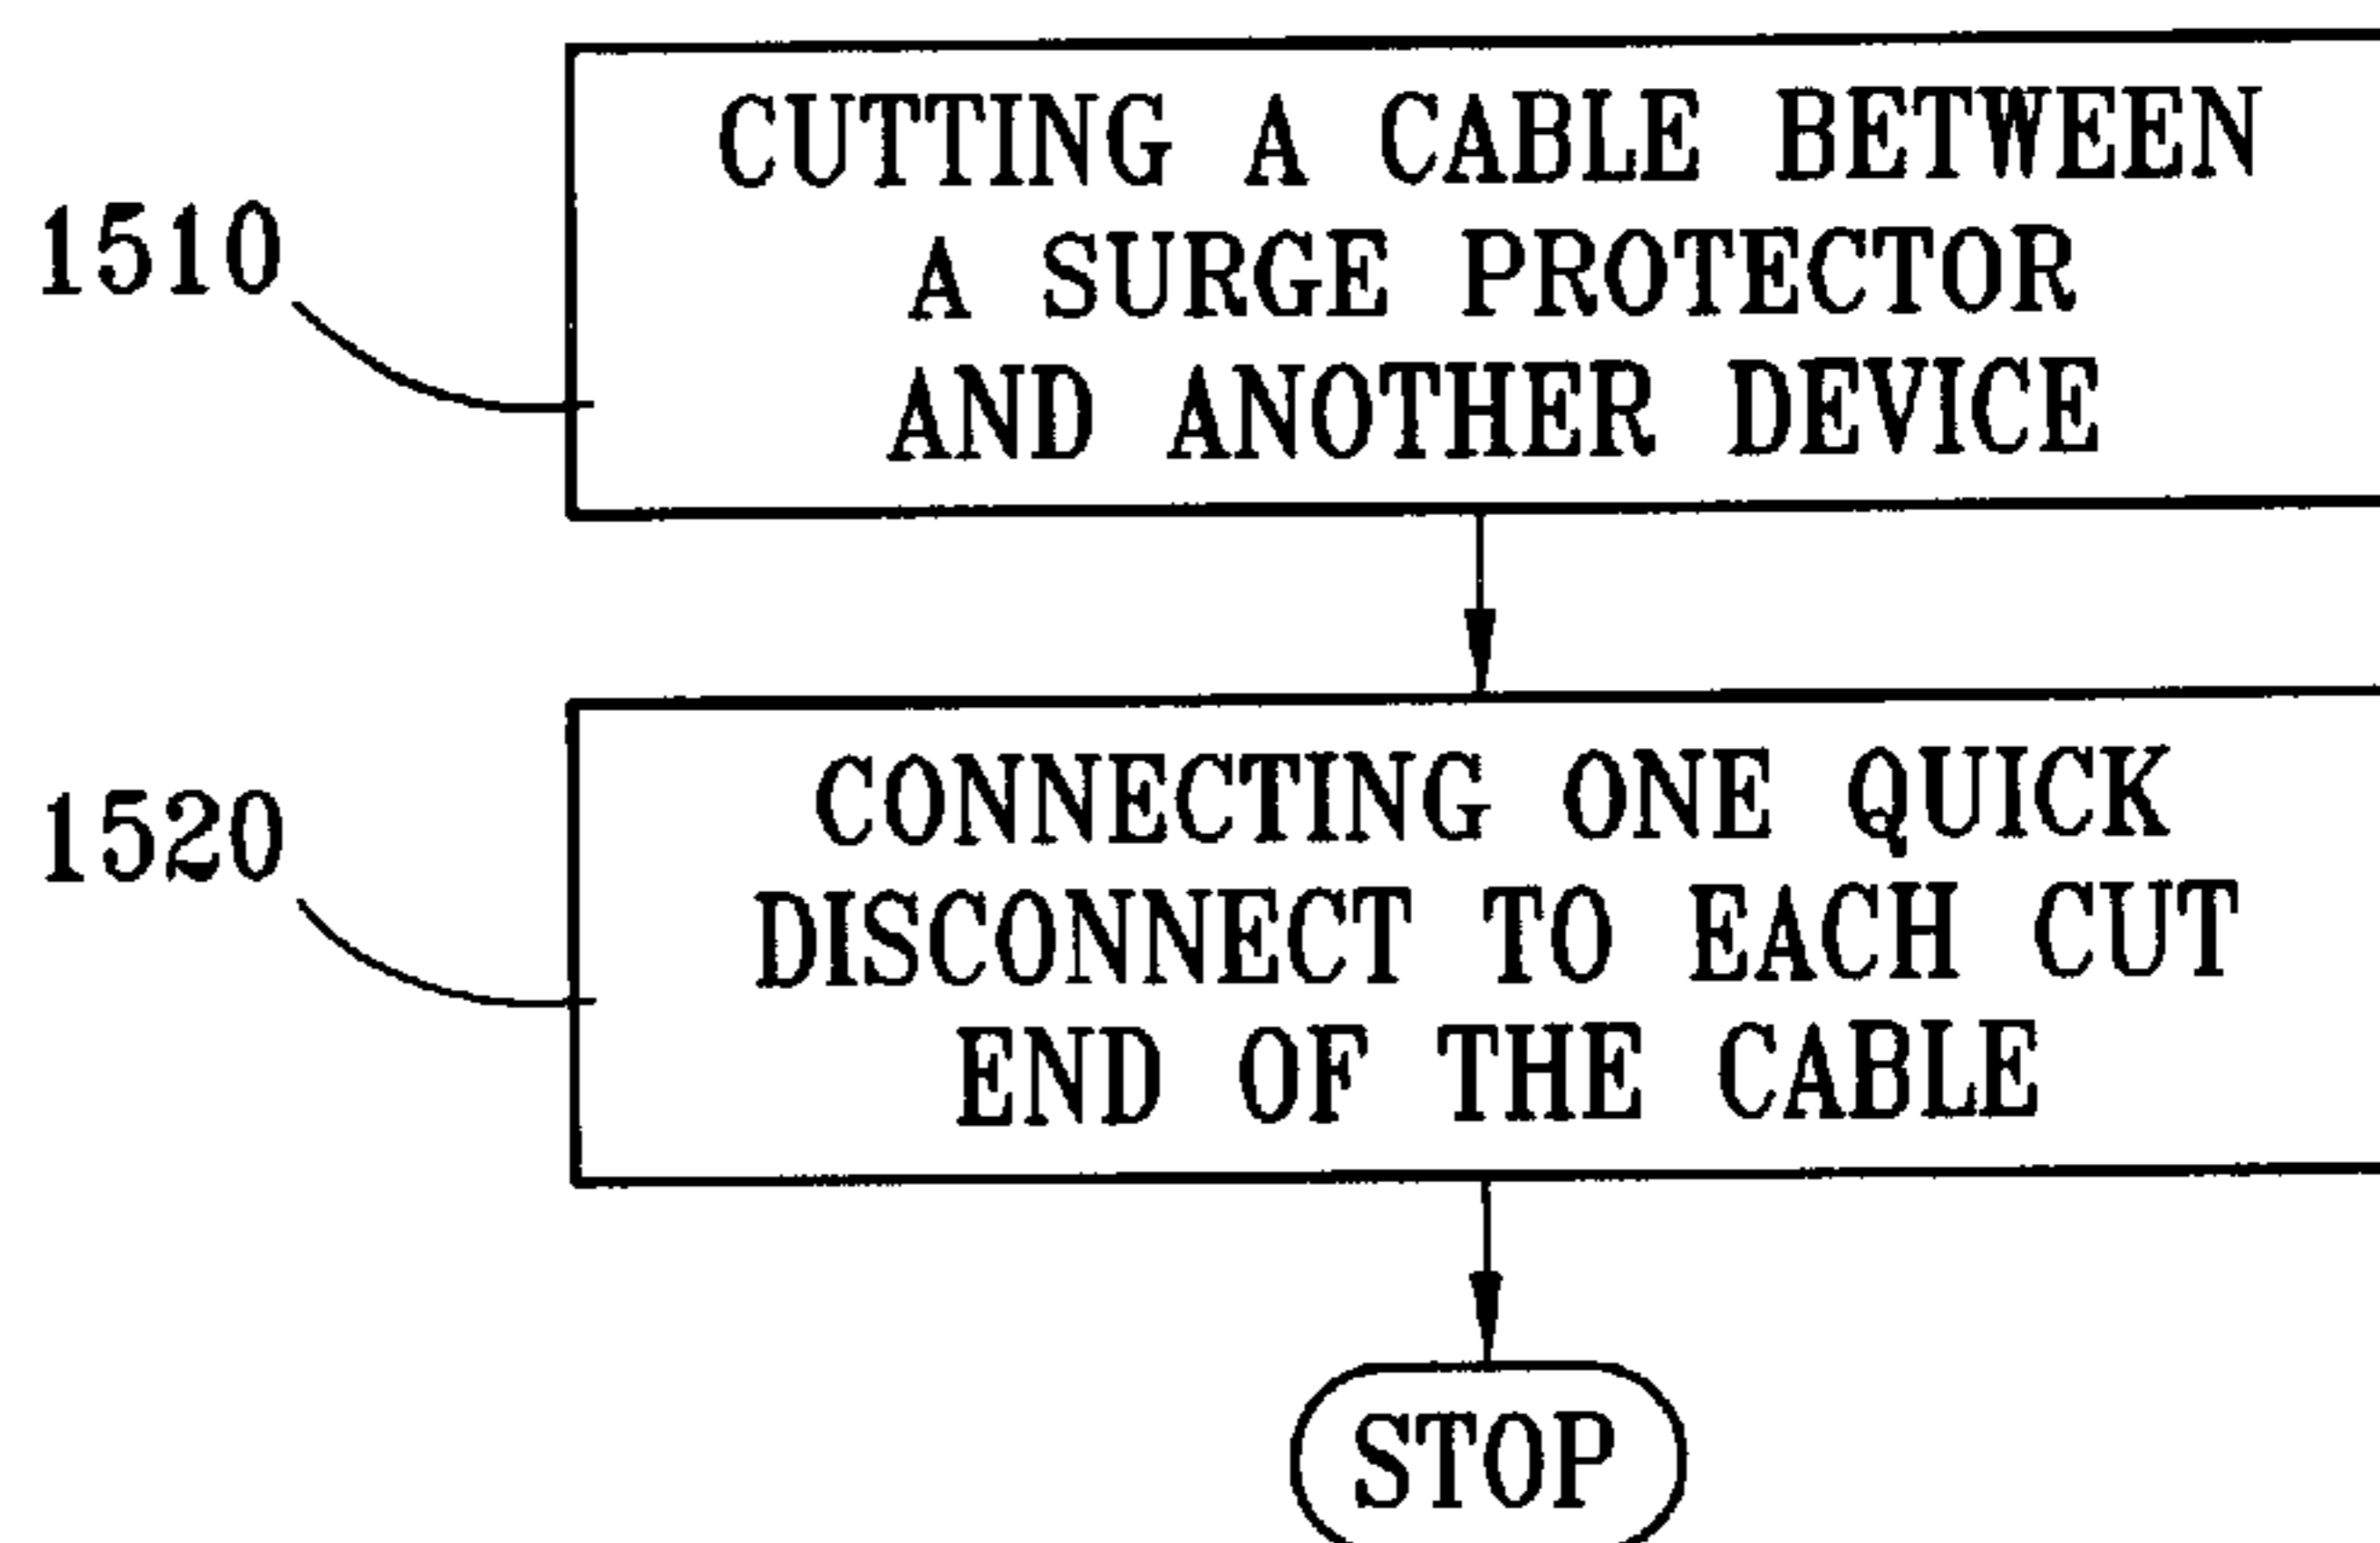 CUTTING A CABLE BETWEEN
A SURGE PROTECTOR
AND ANOTHER DEVICE
1510
CONNECTING ONE QUICK
DISCONNECT TO EACH CUT
END OF THE CABLE
1520
STOP